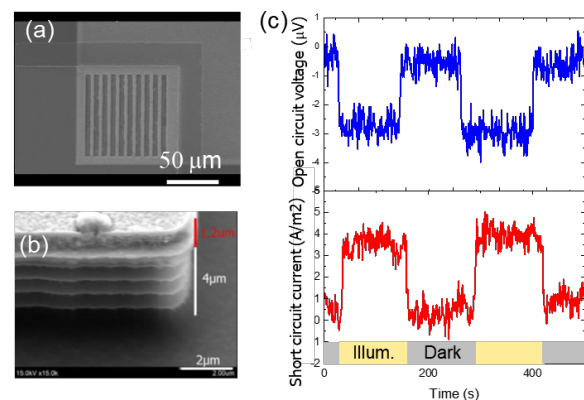 (a)
50 μm
(b)
1.2um
4μm
2μm
15.0kV x15.0k
2.00um
(c)
Open circuit voltage (μV)
1
0
-1
-2
-3
-4
5
Short circuit current (A/m2)
5
4
3
2
1
0
-1
-2
Illum.
Dark
0
200
400
Time (s)